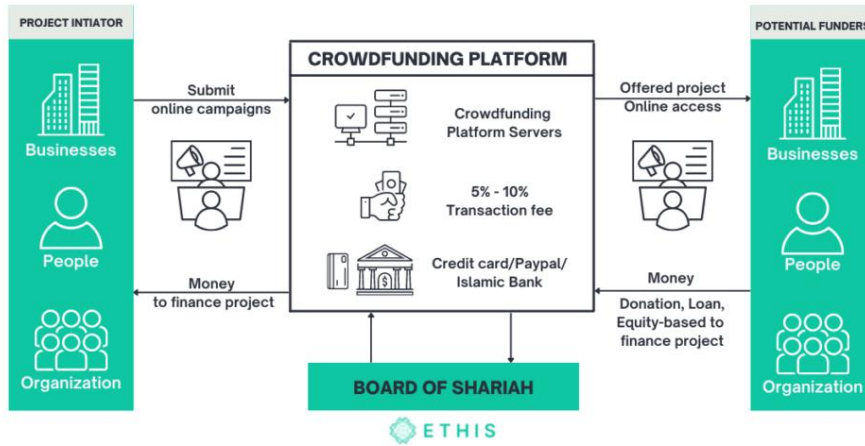 PROJECT INTIATOR
Businesses
People
Organization
Submit
online campaigns
Money
to finance project
CROWDFUNDING PLATFORM
Crowdfunding
Platform Servers
5% - 10%
Transaction fee
Credit card/Paypal/
Islamic Bank
BOARD OF SHARIAH
ETHIS
Offered project
Online access
Money
Donation, Loan,
Equity-based to
finance project
POTENTIAL FUNDERS
Businesses
People
Organization